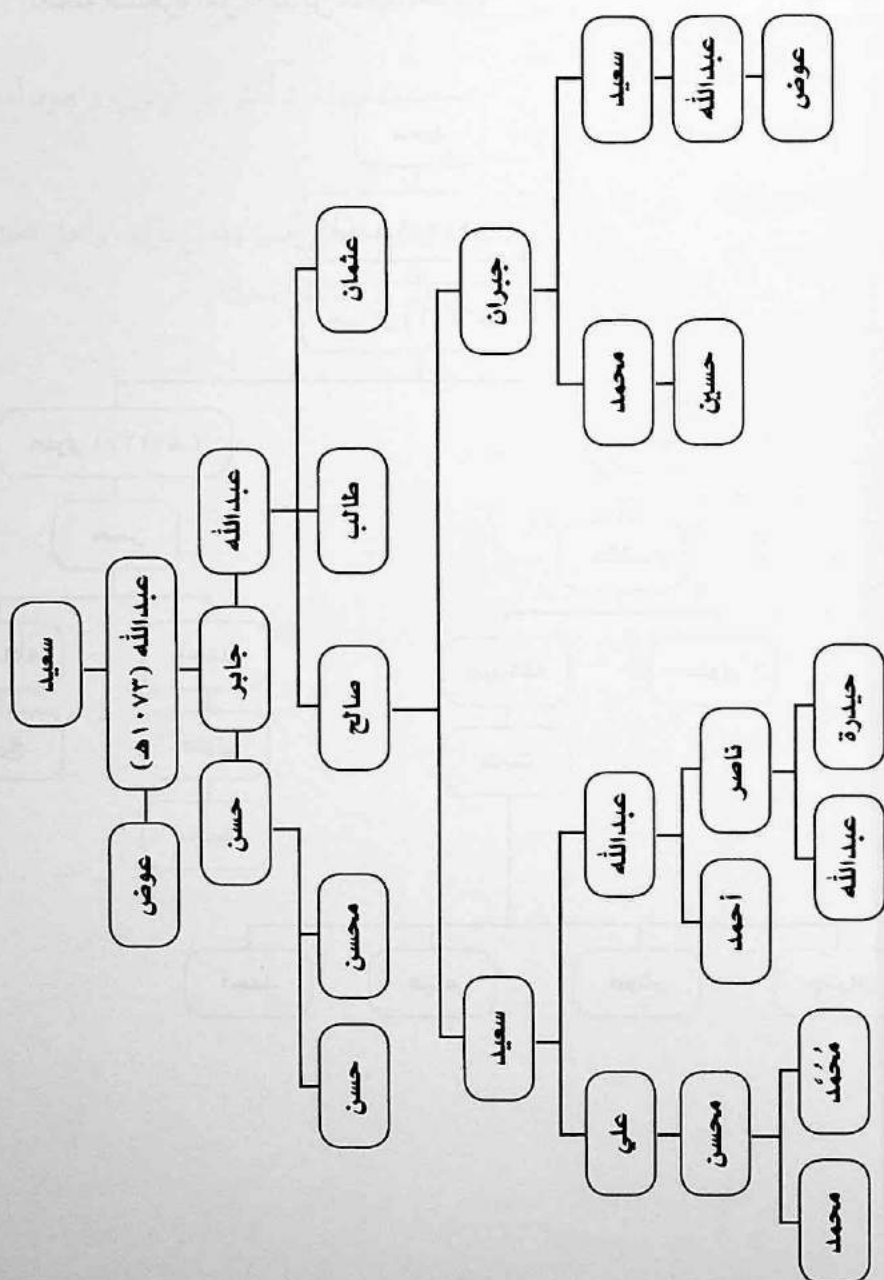 سعيد
عبدالله (١٠٧٣هـ)
عوض
عبدالله
جابر
حسن
عثمان
طالب
صالح
محسن
حسن
جبران
سعيد
سعيد
محمد
عبدالله
علي
عبدالله
حسين
ناصر
أحمد
محسن
عوض
حيدرة
عبدالله
مُحُمُد
محمد